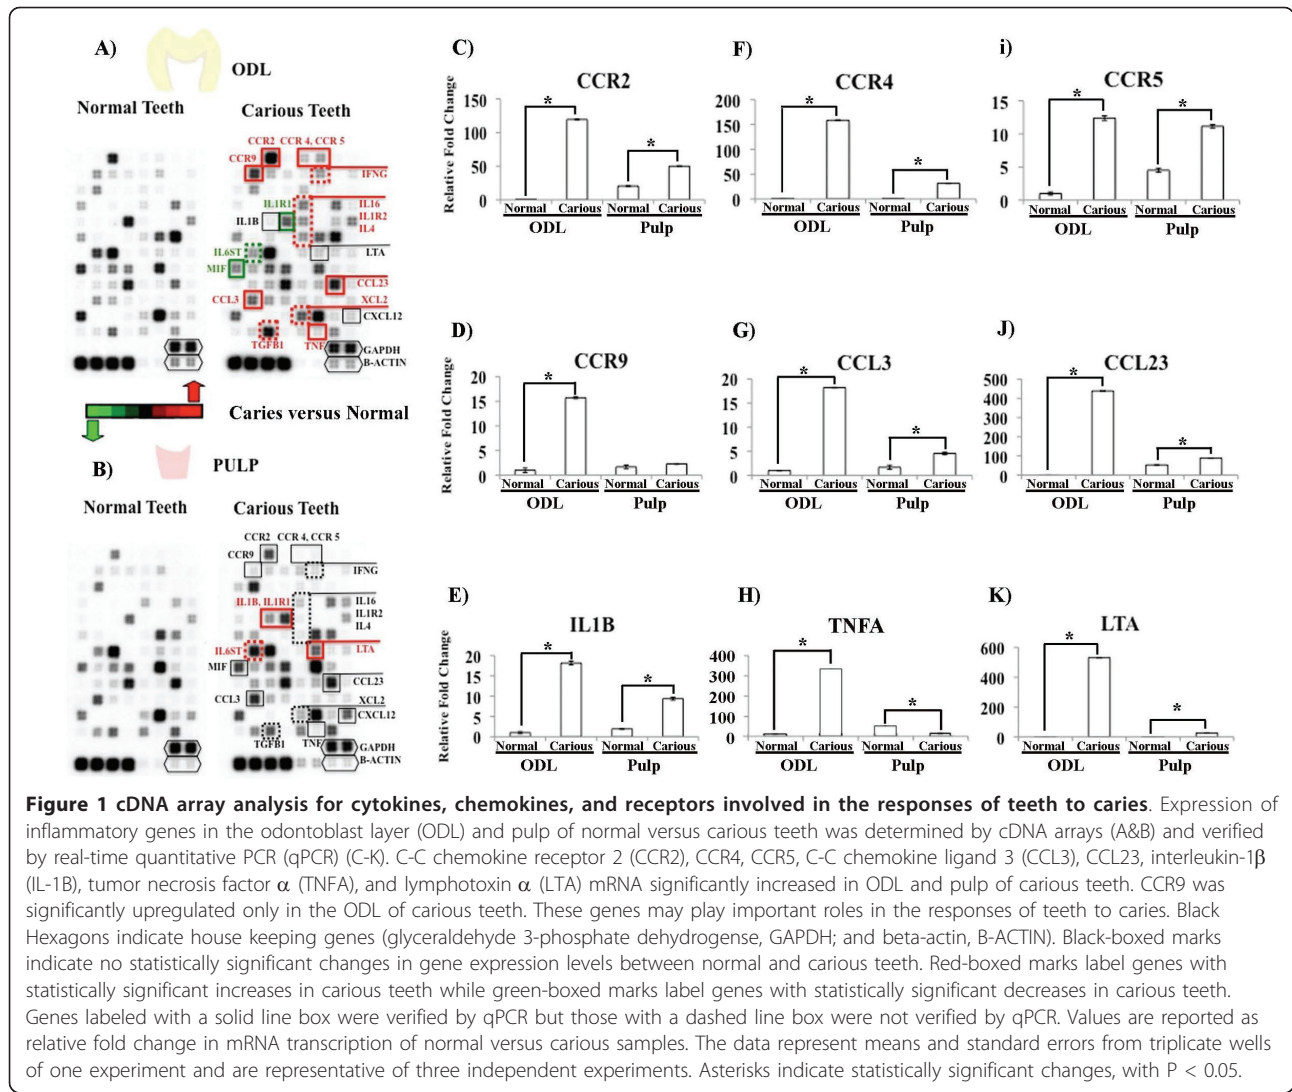 A)
ODL
Normal Teeth
Carious Teeth
CCR2
CCR 4, CCR 5
CCR9
IFNG
IL1R1
IL16
IL1B
IL1R2
IL4
IL6ST
LTA
MIF
CCL23
CCL3
XCL2
CXCL12
TGFB1
TNF
GAPDH
B-ACTIN
Caries versus Normal
B)
PULP
Normal Teeth
Carious Teeth
CCR2
CCR 4, CCR 5
CCR9
IFNG
IL1B, IL1R1
IL16
IL1R2
IL4
IL6ST
LTA
MIF
CCL23
CCL3
XCL2
CXCL12
TGFB1
TNF
GAPDH
B-ACTIN
C)
CCR2
Relative Fold Change
150
100
50
0
*
*
Normal Carious Normal Carious
ODL Pulp
F)
CCR4
200
150
100
50
0
*
*
Normal Carious Normal Carious
ODL Pulp
i)
CCR5
15
10
5
0
*
*
Normal Carious Normal Carious
ODL Pulp
D)
CCR9
Relative Fold Change
20
15
10
5
0
*
Normal Carious Normal Carious
ODL Pulp
G)
CCL3
20
15
10
5
0
*
*
Normal Carious Normal Carious
ODL Pulp
J)
CCL23
500
400
300
200
100
0
*
*
Normal Carious Normal Carious
ODL Pulp
E)
IL1B
Relative Fold Change
20
15
10
5
0
*
*
Normal Carious Normal Carious
ODL Pulp
H)
TNFA
400
300
200
100
0
*
*
Normal Carious Normal Carious
ODL Pulp
K)
LTA
600
400
200
0
*
*
Normal Carious Normal Carious
ODL Pulp
Figure 1 cDNA array analysis for cytokines, chemokines, and receptors involved in the responses of teeth to caries. Expression of
inflammatory genes in the odontoblast layer (ODL) and pulp of normal versus carious teeth was determined by cDNA arrays (A&B) and verified
by real-time quantitative PCR (qPCR) (C-K). C-C chemokine receptor 2 (CCR2), CCR4, CCR5, C-C chemokine ligand 3 (CCL3), CCL23, interleukin-1β
(IL-1B), tumor necrosis factor α (TNFA), and lymphotoxin α (LTA) mRNA significantly increased in ODL and pulp of carious teeth. CCR9 was
significantly upregulated only in the ODL of carious teeth. These genes may play important roles in the responses of teeth to caries. Black
Hexagons indicate house keeping genes (glyceraldehyde 3-phosphate dehydrogense, GAPDH; and beta-actin, B-ACTIN). Black-boxed marks
indicate no statistically significant changes in gene expression levels between normal and carious teeth. Red-boxed marks label genes with
statistically significant increases in carious teeth while green-boxed marks label genes with statistically significant decreases in carious teeth.
Genes labeled with a solid line box were verified by qPCR but those with a dashed line box were not verified by qPCR. Values are reported as
relative fold change in mRNA transcription of normal versus carious samples. The data represent means and standard errors from triplicate wells
of one experiment and are representative of three independent experiments. Asterisks indicate statistically significant changes, with P < 0.05.